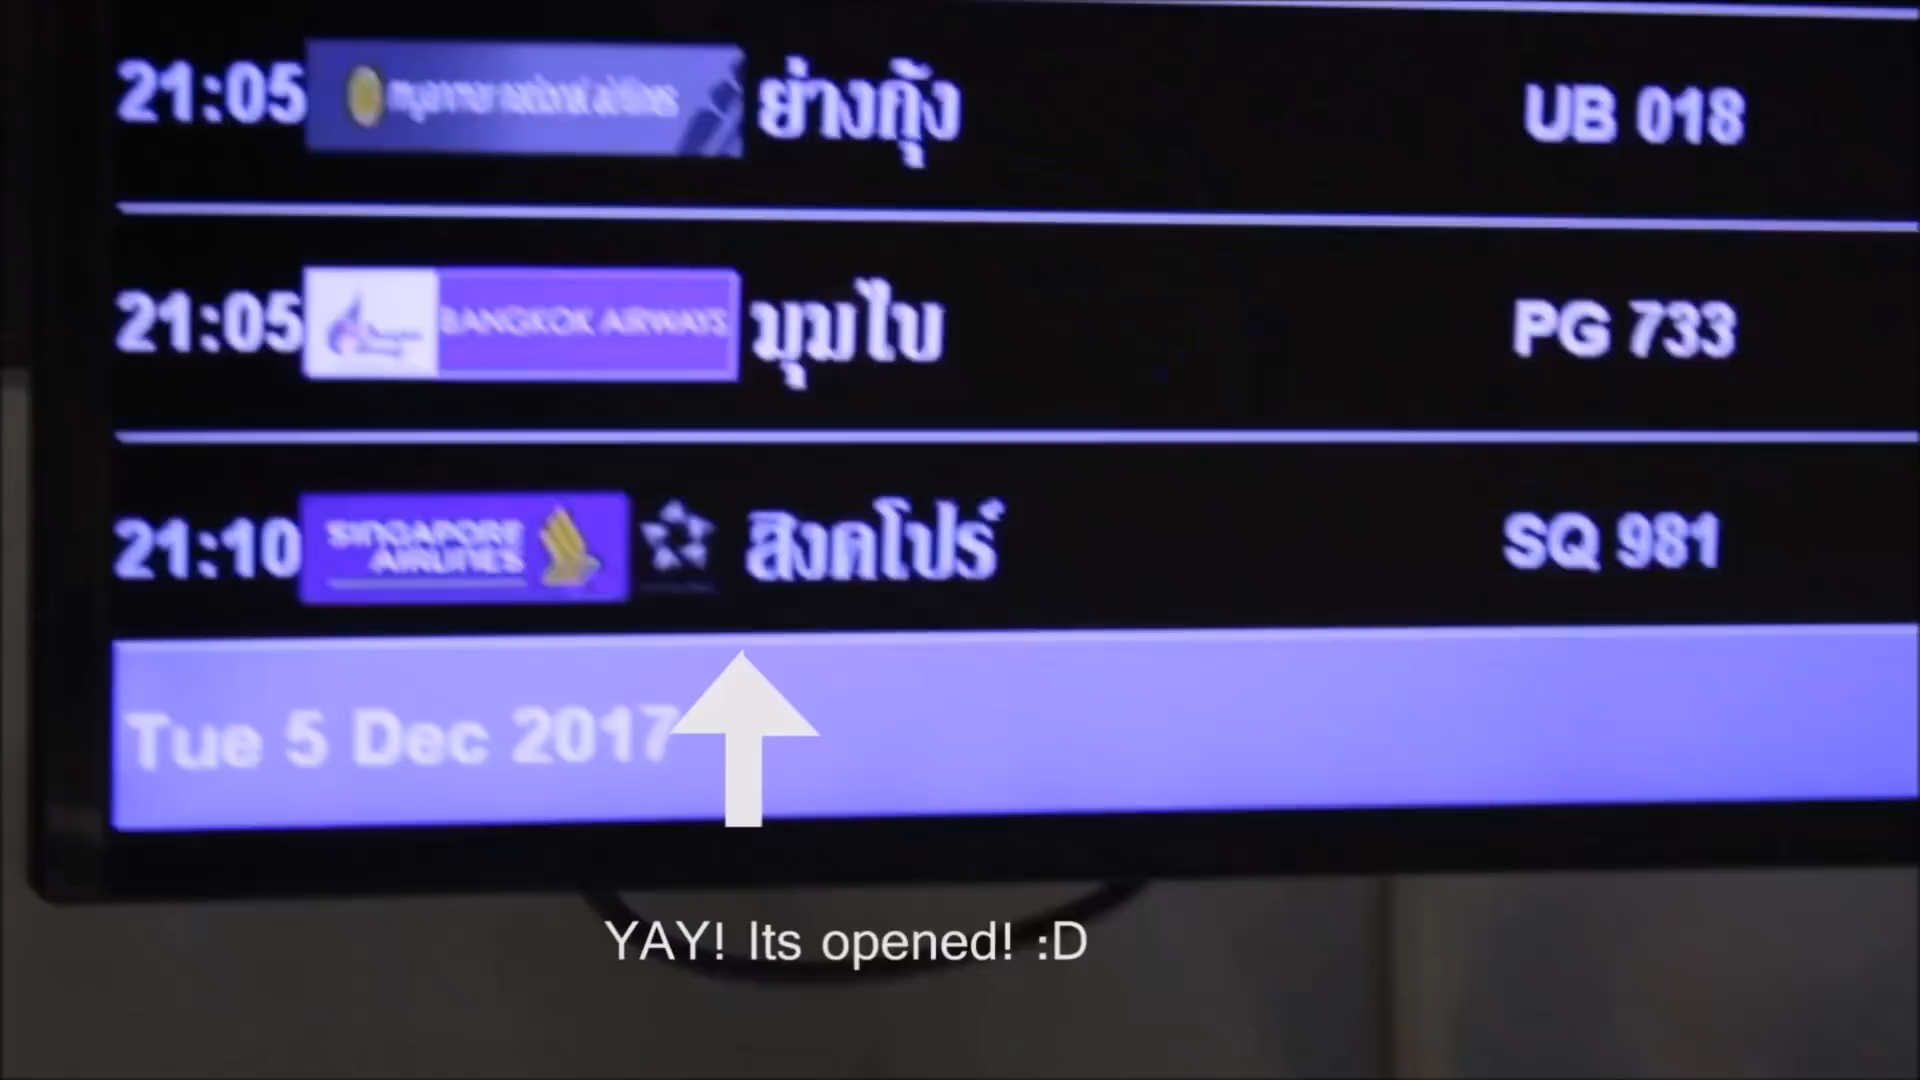 21:05 ย่างกุ้ง UB 018
21:05 BANGKOK AIRWAYS มุมไบ PG 733
21:10 SINGAPORE AIRLINES สิงคโปร์ SQ 981
Tue 5 Dec 2017
YAY! Its opened! :D